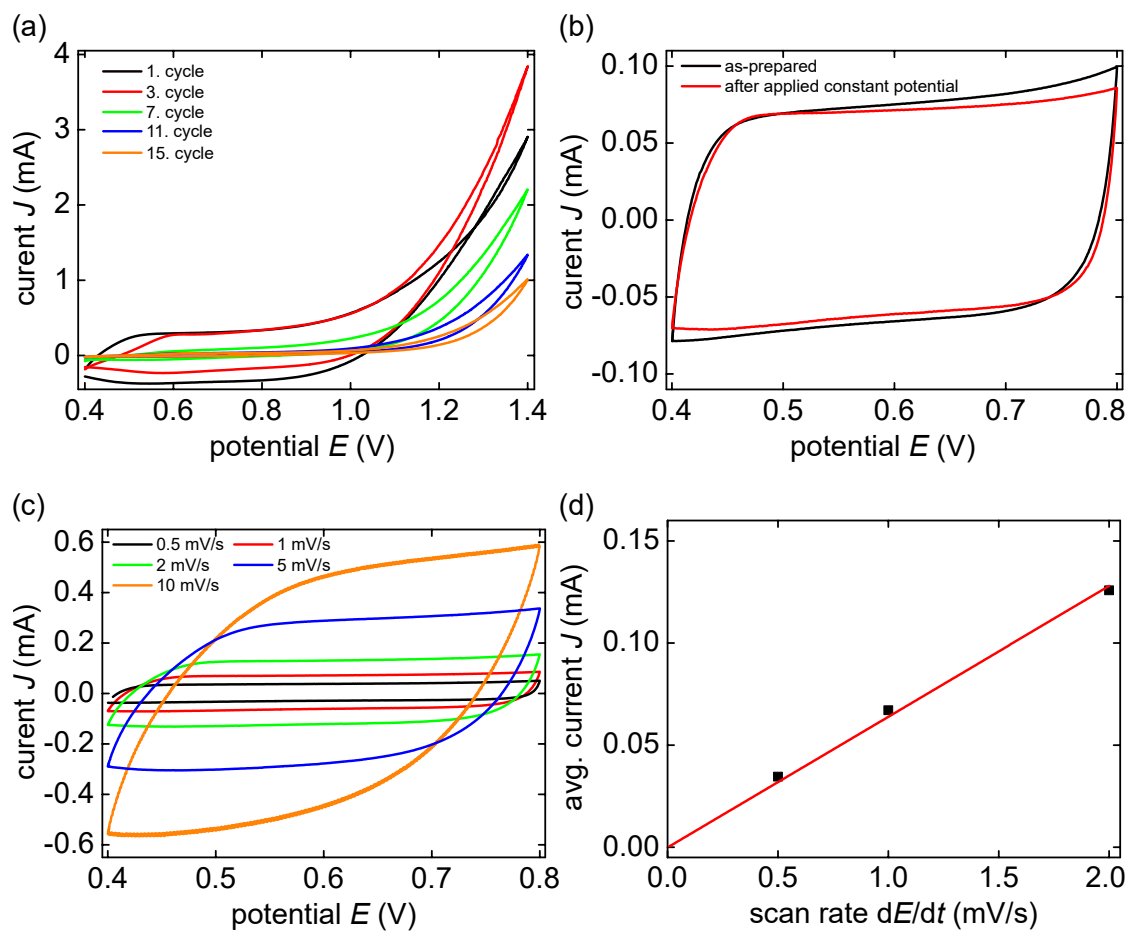 (a)
4
3
2
1
0
curent J (mA)
1. cycle
3. cycle
7. cycle
11. cycle
15. cycle
0.4 0.6 0.8 1.0 1.2 1.4
potential E (V)
(b)
0.10
0.05
0.00
-0.05
-0.10
curent J (mA)
as-prepared
after applied constant potential
0.4 0.5 0.6 0.7 0.8
potential E (V)
(c)
0.6
0.4
0.2
0.0
-0.2
-0.4
-0.6
curent J (mA)
0.5 mV/s 1 mV/s
2 mV/s 5 mV/s
10 mV/s
0.4 0.5 0.6 0.7 0.8
potential E (V)
(d)
0.15
0.10
0.05
0.00
avg. current J (mA)
0.0 0.5 1.0 2.0
scan rate dE/dt (mV/s)